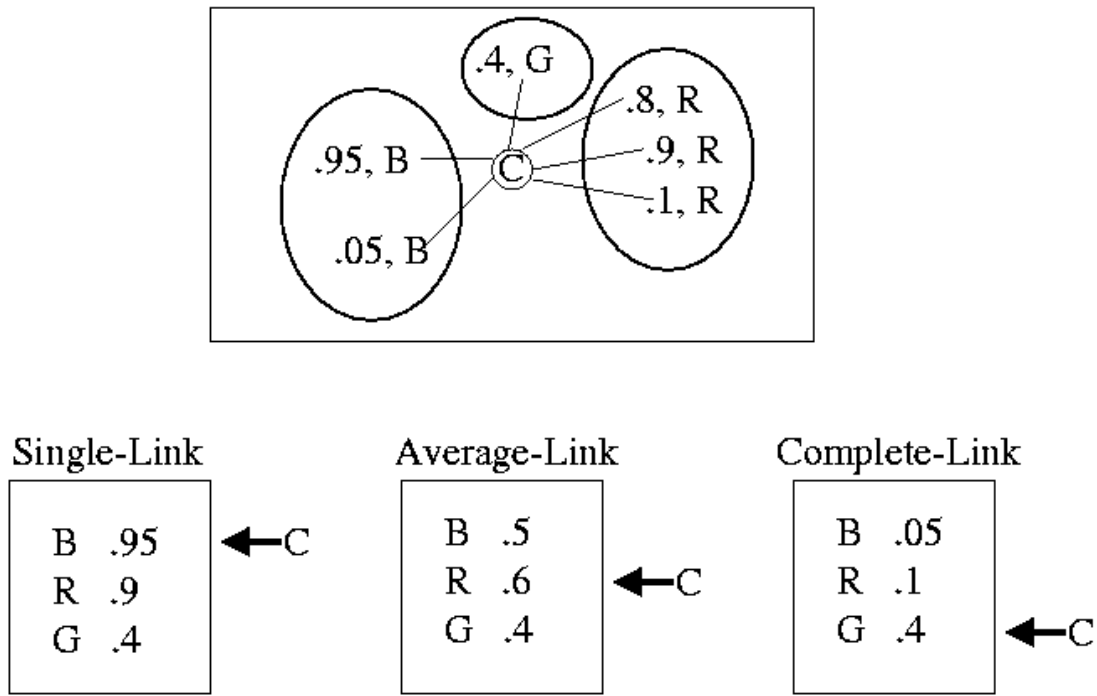 .4, G
.8, R
.95, B
C
.9, R
.1, R
.05, B
Single-Link
B .95
R .9
G .4
C
Average-Link
B .5
R .6
G .4
C
Complete-Link
B .05
R .1
G .4
C